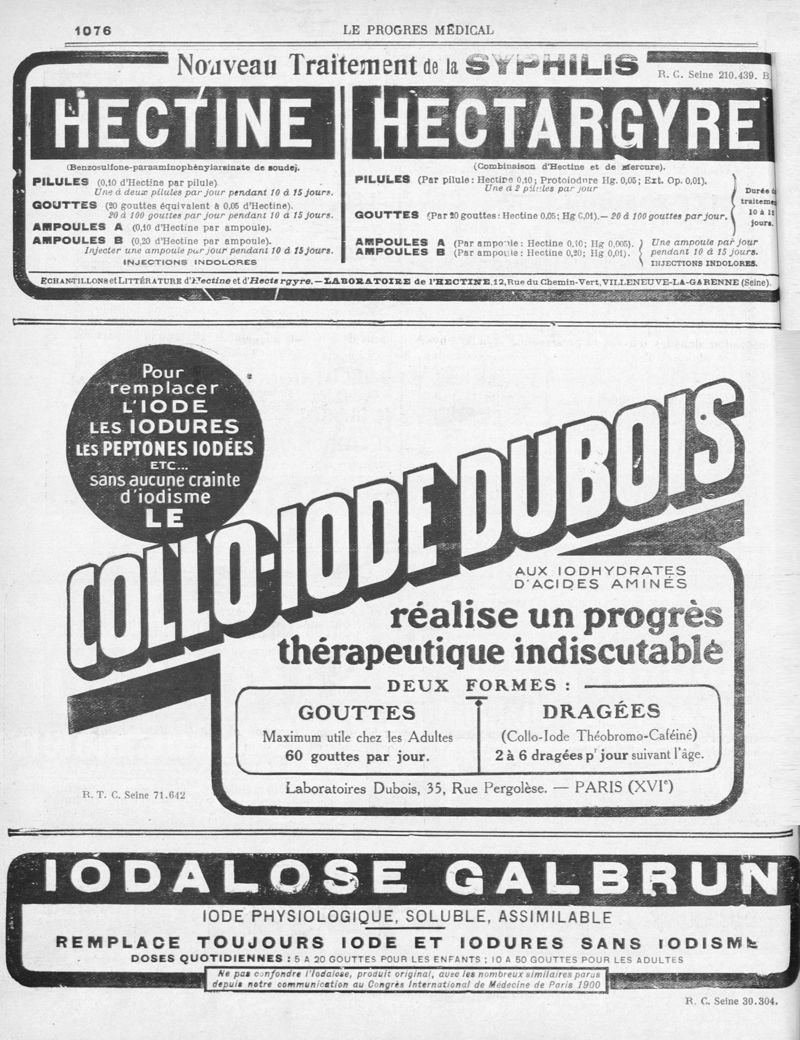 1076
LE PROGRES MÉDICAL
Nouveau Traitement de la SYPHILIS
R. C. Seine 210.439. B.
HECTINE
(Benzosulfone-paraaminophénylarsinate de soude).
PILULES (0,10 d'Hectine par pilule)
Une à deux pilules par jour pendant 10 à 15 jours.
GOUTTES (20 gouttes équivalent à 0,05 d'Hectine).
20 à 100 gouttes par jour pendant 10 à 15 jours.
AMPOULES A (0,10 d'Hectine par ampoule).
AMPOULES B (0,20 d'Hectine par ampoule).
Injecter une ampoule par jour pendant 10 à 15 jours.
INJECTIONS INDOLORES
HECTARGYRE
(Combinaison d'Hectine et de Mercure).
PILULES (Par pilule : Hectine 0,10; Protoiodure Hg. 0,05; Ext. Op. 0,01).
Une à 2 pilules par jour
GOUTTES (Par 20 gouttes : Hectine 0,05; Hg 0,01). — 20 à 100 gouttes par jour.
Durée d
traiteme
10 à 15
jours.
AMPOULES A (Par ampoule : Hectine 0,10; Hg 0,005).
AMPOULES B (Par ampoule : Hectine 0,20; Hg 0,01).
Une ampoule par jour
pendant 10 à 15 jours.
INJECTIONS INDOLORES.
ECHANTILLONS et LITTÉRATURE d'Hectine et d'Hectargyre. — LABORATOIRE de l'HECTINE, 12, Rue du Chemin-Vert, VILLENEUVE-LA-GARENNE (Seine).
Pour
remplacer
L'IODE
LES IODURES
LES PEPTONES IODÉES
ETC...
sans aucune crainte
d'iodisme
LE
COLLO-IODE DUBOIS
AUX IODHYDRATES
D'ACIDES AMINÉS
réalise un progrès
thérapeutique indiscutable
DEUX FORMES :
GOUTTES
Maximum utile chez les Adultes
60 gouttes par jour.
DRAGÉES
(Collo-Iode Théobromo-Caféiné)
2 à 6 dragées pr jour suivant l'âge.
R. T. C. Seine 71.642
Laboratoires Dubois, 35, Rue Pergolèse. — PARIS (XVIe)
IODALOSE GALBRUN
IODE PHYSIOLOGIQUE, SOLUBLE, ASSIMILABLE
REMPLACE TOUJOURS IODE ET IODURES SANS IODISME
DOSES QUOTIDIENNES : 5 A 20 GOUTTES POUR LES ENFANTS ; 10 A 50 GOUTTES POUR LES ADULTES
Ne pas confondre l'Iodalose, produit original, avec les nombreux similaires parus
depuis notre communication au Congrès International de Médecine de Paris 1900
R. C. Seine 30.304.